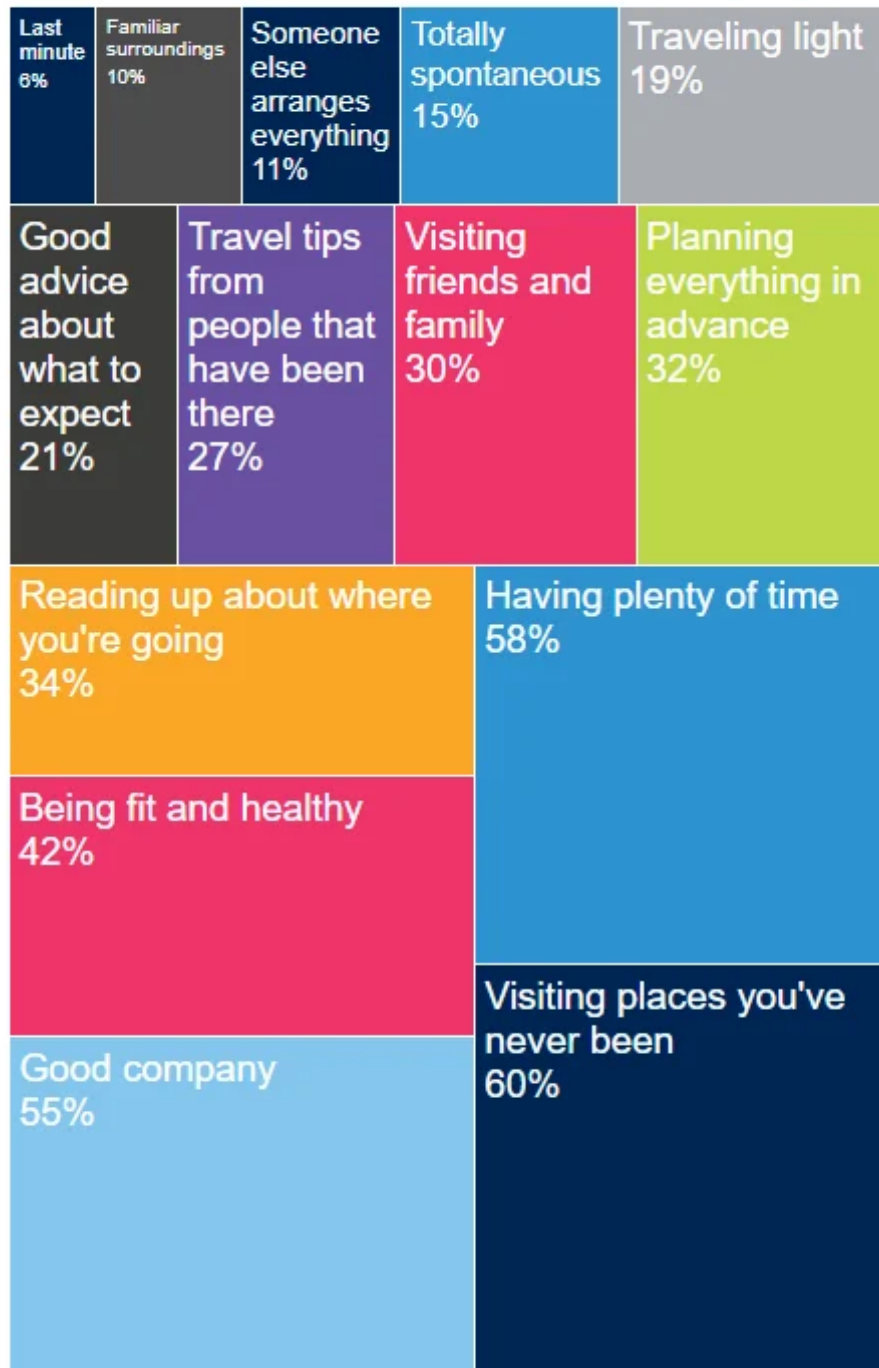 Last
minute
6%
Familiar
surroundings
10%
Someone
else
arranges
everything
11%
Totally
spontaneous
15%
Traveling light
19%
Good
advice
about
what to
expect
21%
Travel tips
from
people that
have been
there
27%
Visiting
friends and
family
30%
Planning
everything in
advance
32%
Reading up about where
you're going
34%
Having plenty of time
58%
Being fit and healthy
42%
Visiting places you've
never been
60%
Good company
55%